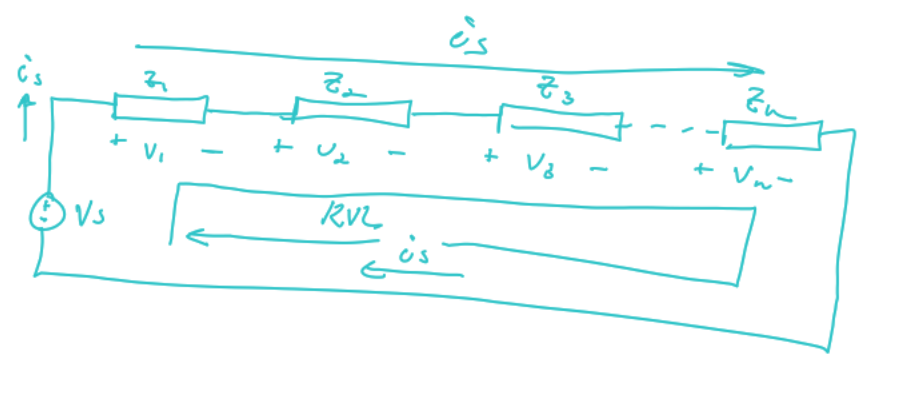 is
is
Z1 Z2 Z3 Zn
+ V1 - + V2 - + V3 - + Vn -
+
-
Vs
KVL
is